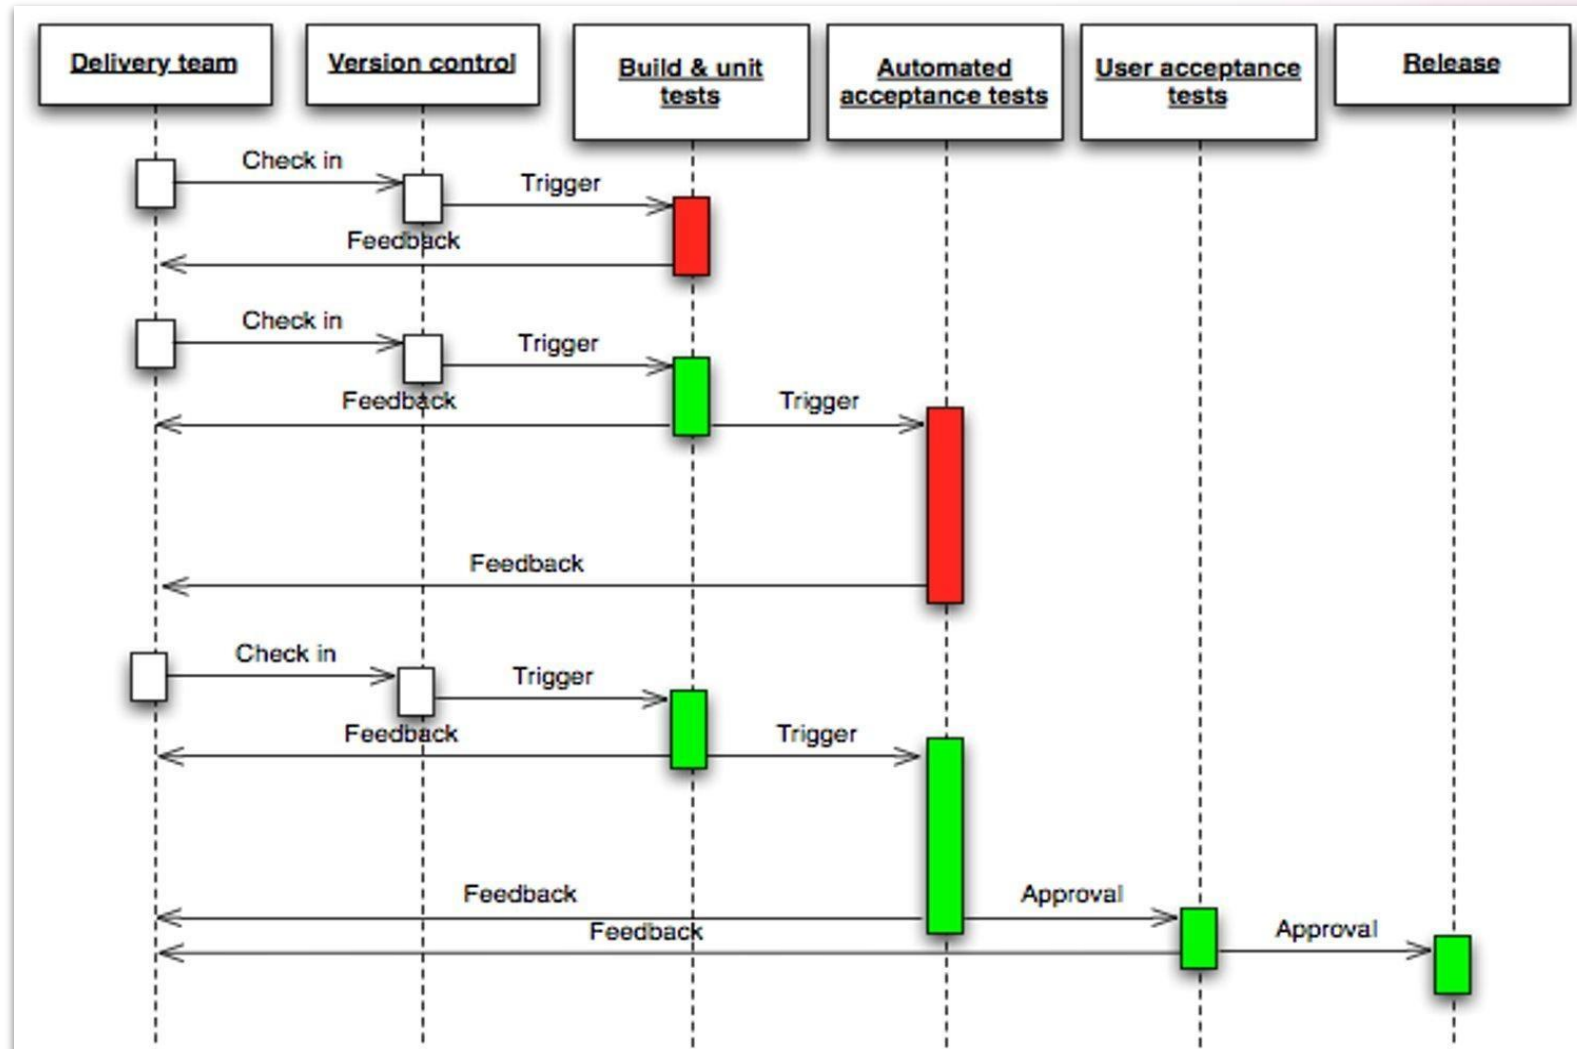 Delivery team
Version control
Build & unit
tests
Automated
acceptance tests
User acceptance
tests
Release
Check in
Trigger
Feedback
Check in
Trigger
Feedback
Trigger
Feedback
Check in
Trigger
Feedback
Trigger
Feedback
Approval
Feedback
Approval